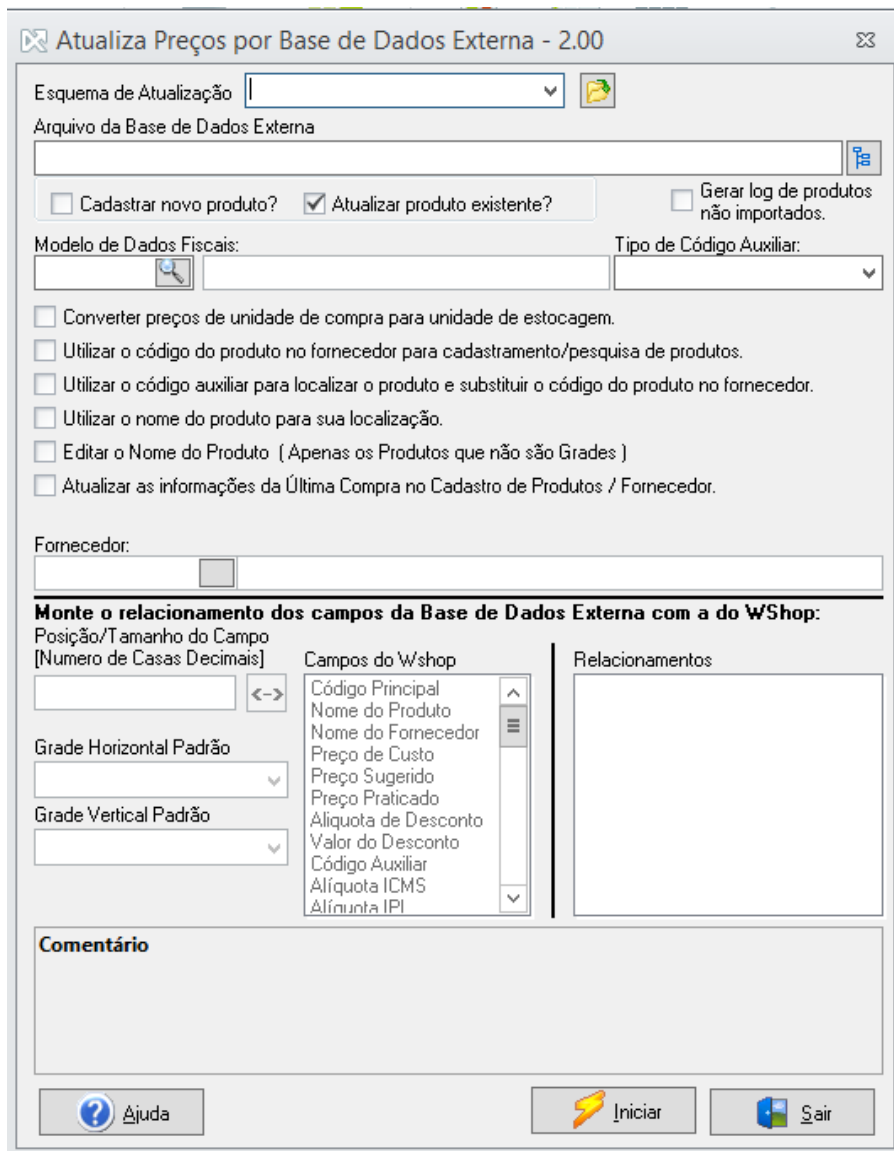 Atualiza Preços por Base de Dados Externa - 2.00
Esquema de Atualização
Arquivo da Base de Dados Externa
Cadastrar novo produto? Atualizar produto existente? Gerar log de produtos
não importados.
Modelo de Dados Fiscais: Tipo de Código Auxiliar:
Converter preços de unidade de compra para unidade de estocagem.
Utilizar o código do produto no fornecedor para cadastramento/pesquisa de produtos.
Utilizar o código auxiliar para localizar o produto e substituir o código do produto no fornecedor.
Utilizar o nome do produto para sua localização.
Editar o Nome do Produto ( Apenas os Produtos que não são Grades )
Atualizar as informações da Última Compra no Cadastro de Produtos / Fornecedor.
Fornecedor:
Monte o relacionamento dos campos da Base de Dados Externa com a do WShop:
Posição/Tamanho do Campo
[Numero de Casas Decimais]
<->
Grade Horizontal Padrão
Grade Vertical Padrão
Campos do Wshop
Código Principal
Nome do Produto
Nome do Fornecedor
Preço de Custo
Preço Sugerido
Preço Praticado
Aliquota de Desconto
Valor do Desconto
Código Auxiliar
Alíquota ICMS
Alíquota IPI
Relacionamentos
Comentário
Ajuda Iniciar Sair